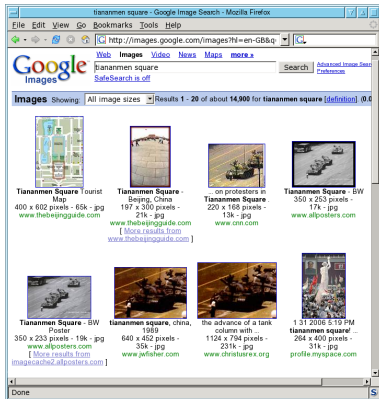 tiananmen square - Google Image Search - Mozilla Firefox
File Edit View Go Bookmarks Tools Help
http://images.google.com/images?hl=en-GB&q
Web Images Video News Maps more »
Google
Images
tiananmen square
Search
Advanced Image Sear
Preferences
SafeSearch is off
Images Showing: All image sizes Results 1 - 20 of about 14,900 for tiananmen square [definition]. (0.0
Tiananmen Square Tourist
Map
400 x 602 pixels - 65k - jpg
www.thebeijingguide.com
Tiananmen Square -
Beijing, China
197 x 300 pixels -
21k - jpg
www.thebeijingguide.com
[ More results from
www.thebeijingguide.com ]
... on protesters in
Tiananmen Square .
220 x 168 pixels -
13k - jpg
www.cnn.com
Tiananmen Square - BW
350 x 253 pixels -
17k - jpg
www.allposters.com
Tiananmen Square - BW
Poster
350 x 233 pixels - 19k - jpg
www.allposters.com
[ More results from
imagecache2.allposters.com ]
tiananmen square, china,
1989
640 x 452 pixels -
35k - jpg
www.jwfisher.com
the advance of a tank
column with ...
1124 x 794 pixels -
231k - jpg
www.christusrex.org
1 31 2006 5:19 PM
tiananmen square! ...
264 x 400 pixels -
31k - jpg
profile.myspace.com
Done